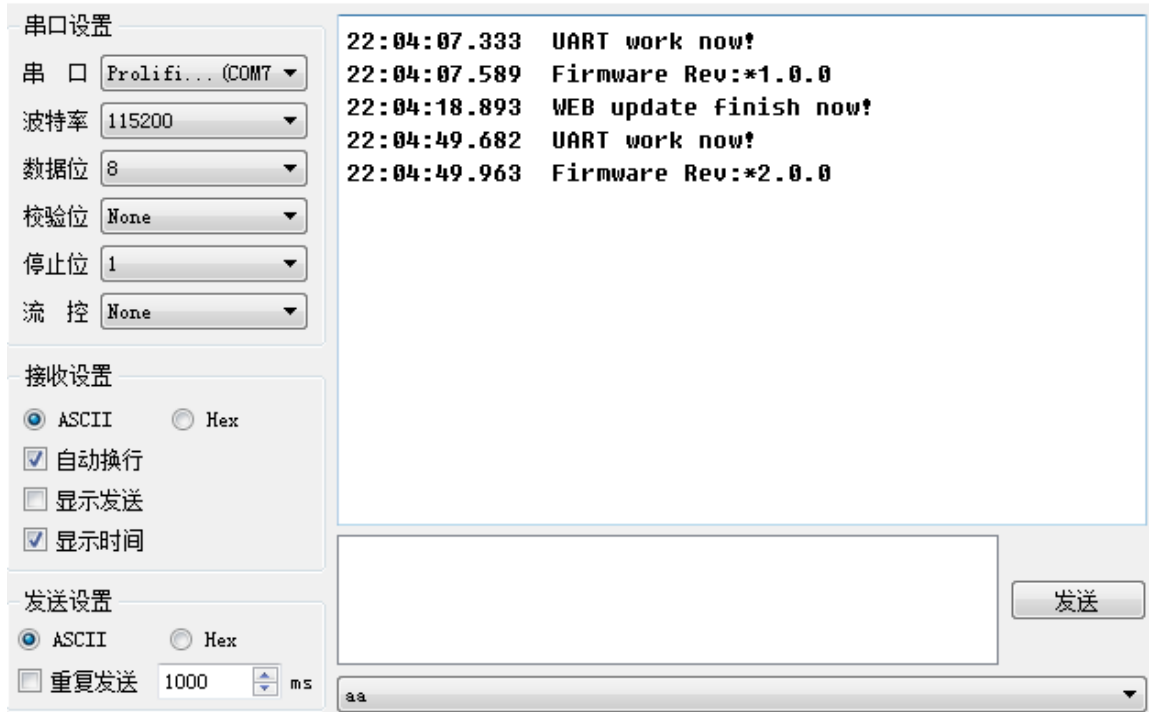 串口设置
串 口 Prolifi... (COM7
波特率 115200
数据位 8
校验位 None
停止位 1
流 控 None
接收设置
ASCII Hex
自动换行
显示发送
显示时间
发送设置
ASCII Hex
重复发送 1000 ms
22:04:07.333 UART work now!
22:04:07.589 Firmware Rev:*1.0.0
22:04:18.893 WEB update finish now!
22:04:49.682 UART work now!
22:04:49.963 Firmware Rev:*2.0.0
发送
aa